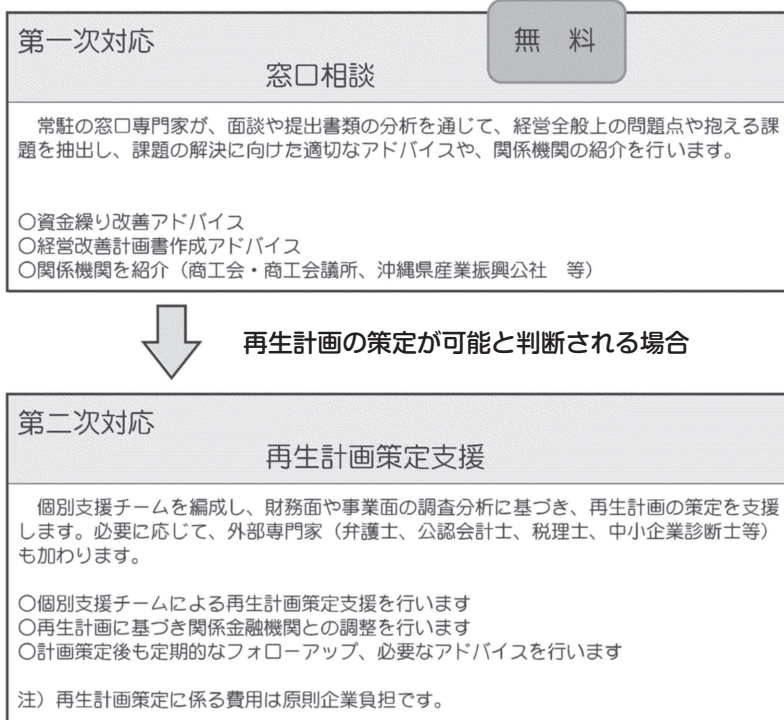 無　料
第一次対応
窓口相談
　常駐の窓口専門家が、面談や提出書類の分析を通じて、経営全般上の問題点や抱える課
題を抽出し、課題の解決に向けた適切なアドバイスや、関係機関の紹介を行います。
〇資金繰り改善アドバイス
〇経営改善計画書作成アドバイス
〇関係機関を紹介（商工会・商工会議所、沖縄県産業振興公社　等）
再生計画の策定が可能と判断される場合
第二次対応
再生計画策定支援
　個別支援チームを編成し、財務面や事業面の調査分析に基づき、再生計画の策定を支援
します。必要に応じて、外部専門家（弁護士、公認会計士、税理士、中小企業診断士等）
も加わります。
〇個別支援チームによる再生計画策定支援を行います
〇再生計画に基づき関係金融機関との調整を行います
〇計画策定後も定期的なフォローアップ、必要なアドバイスを行います
注）再生計画策定に係る費用は原則企業負担です。